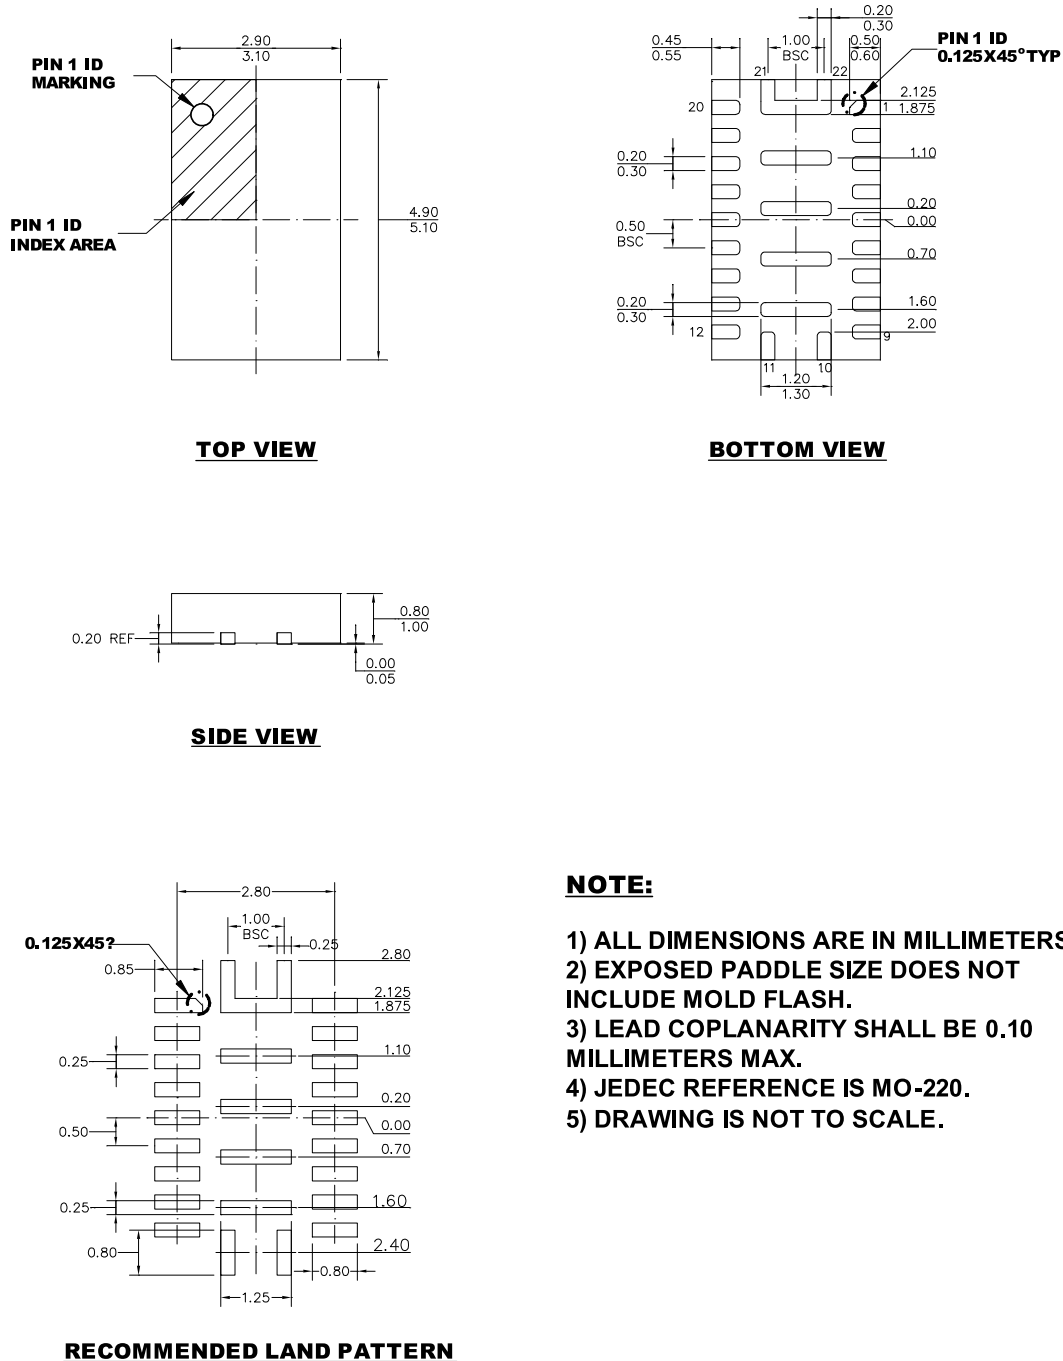 2.90
3.10
PIN 1 ID
MARKING
PIN 1 ID
INDEX AREA
4.90
5.10
TOP VIEW
0.20
0.30
0.45
0.55
1.00
BSC
0.50
0.60
PIN 1 ID
0.125X45°TYP
21
22
20
1
2.125
1.875
0.20
0.30
1.10
0.20
0.00
0.50
BSC
0.70
0.20
0.30
1.60
2.00
12
9
11
10
1.20
1.30
BOTTOM VIEW
0.20 REF
0.80
1.00
0.00
0.05
SIDE VIEW
2.80
1.00
BSC
0.125X45?
0.25
0.85
2.80
2.125
1.875
0.25
1.10
0.20
0.50
0.00
0.70
0.25
1.60
0.80
2.40
0.80
1.25
RECOMMENDED LAND PATTERN
NOTE:
1) ALL DIMENSIONS ARE IN MILLIMETERS
2) EXPOSED PADDLE SIZE DOES NOT
INCLUDE MOLD FLASH.
3) LEAD COPLANARITY SHALL BE 0.10
MILLIMETERS MAX.
4) JEDEC REFERENCE IS MO-220.
5) DRAWING IS NOT TO SCALE.